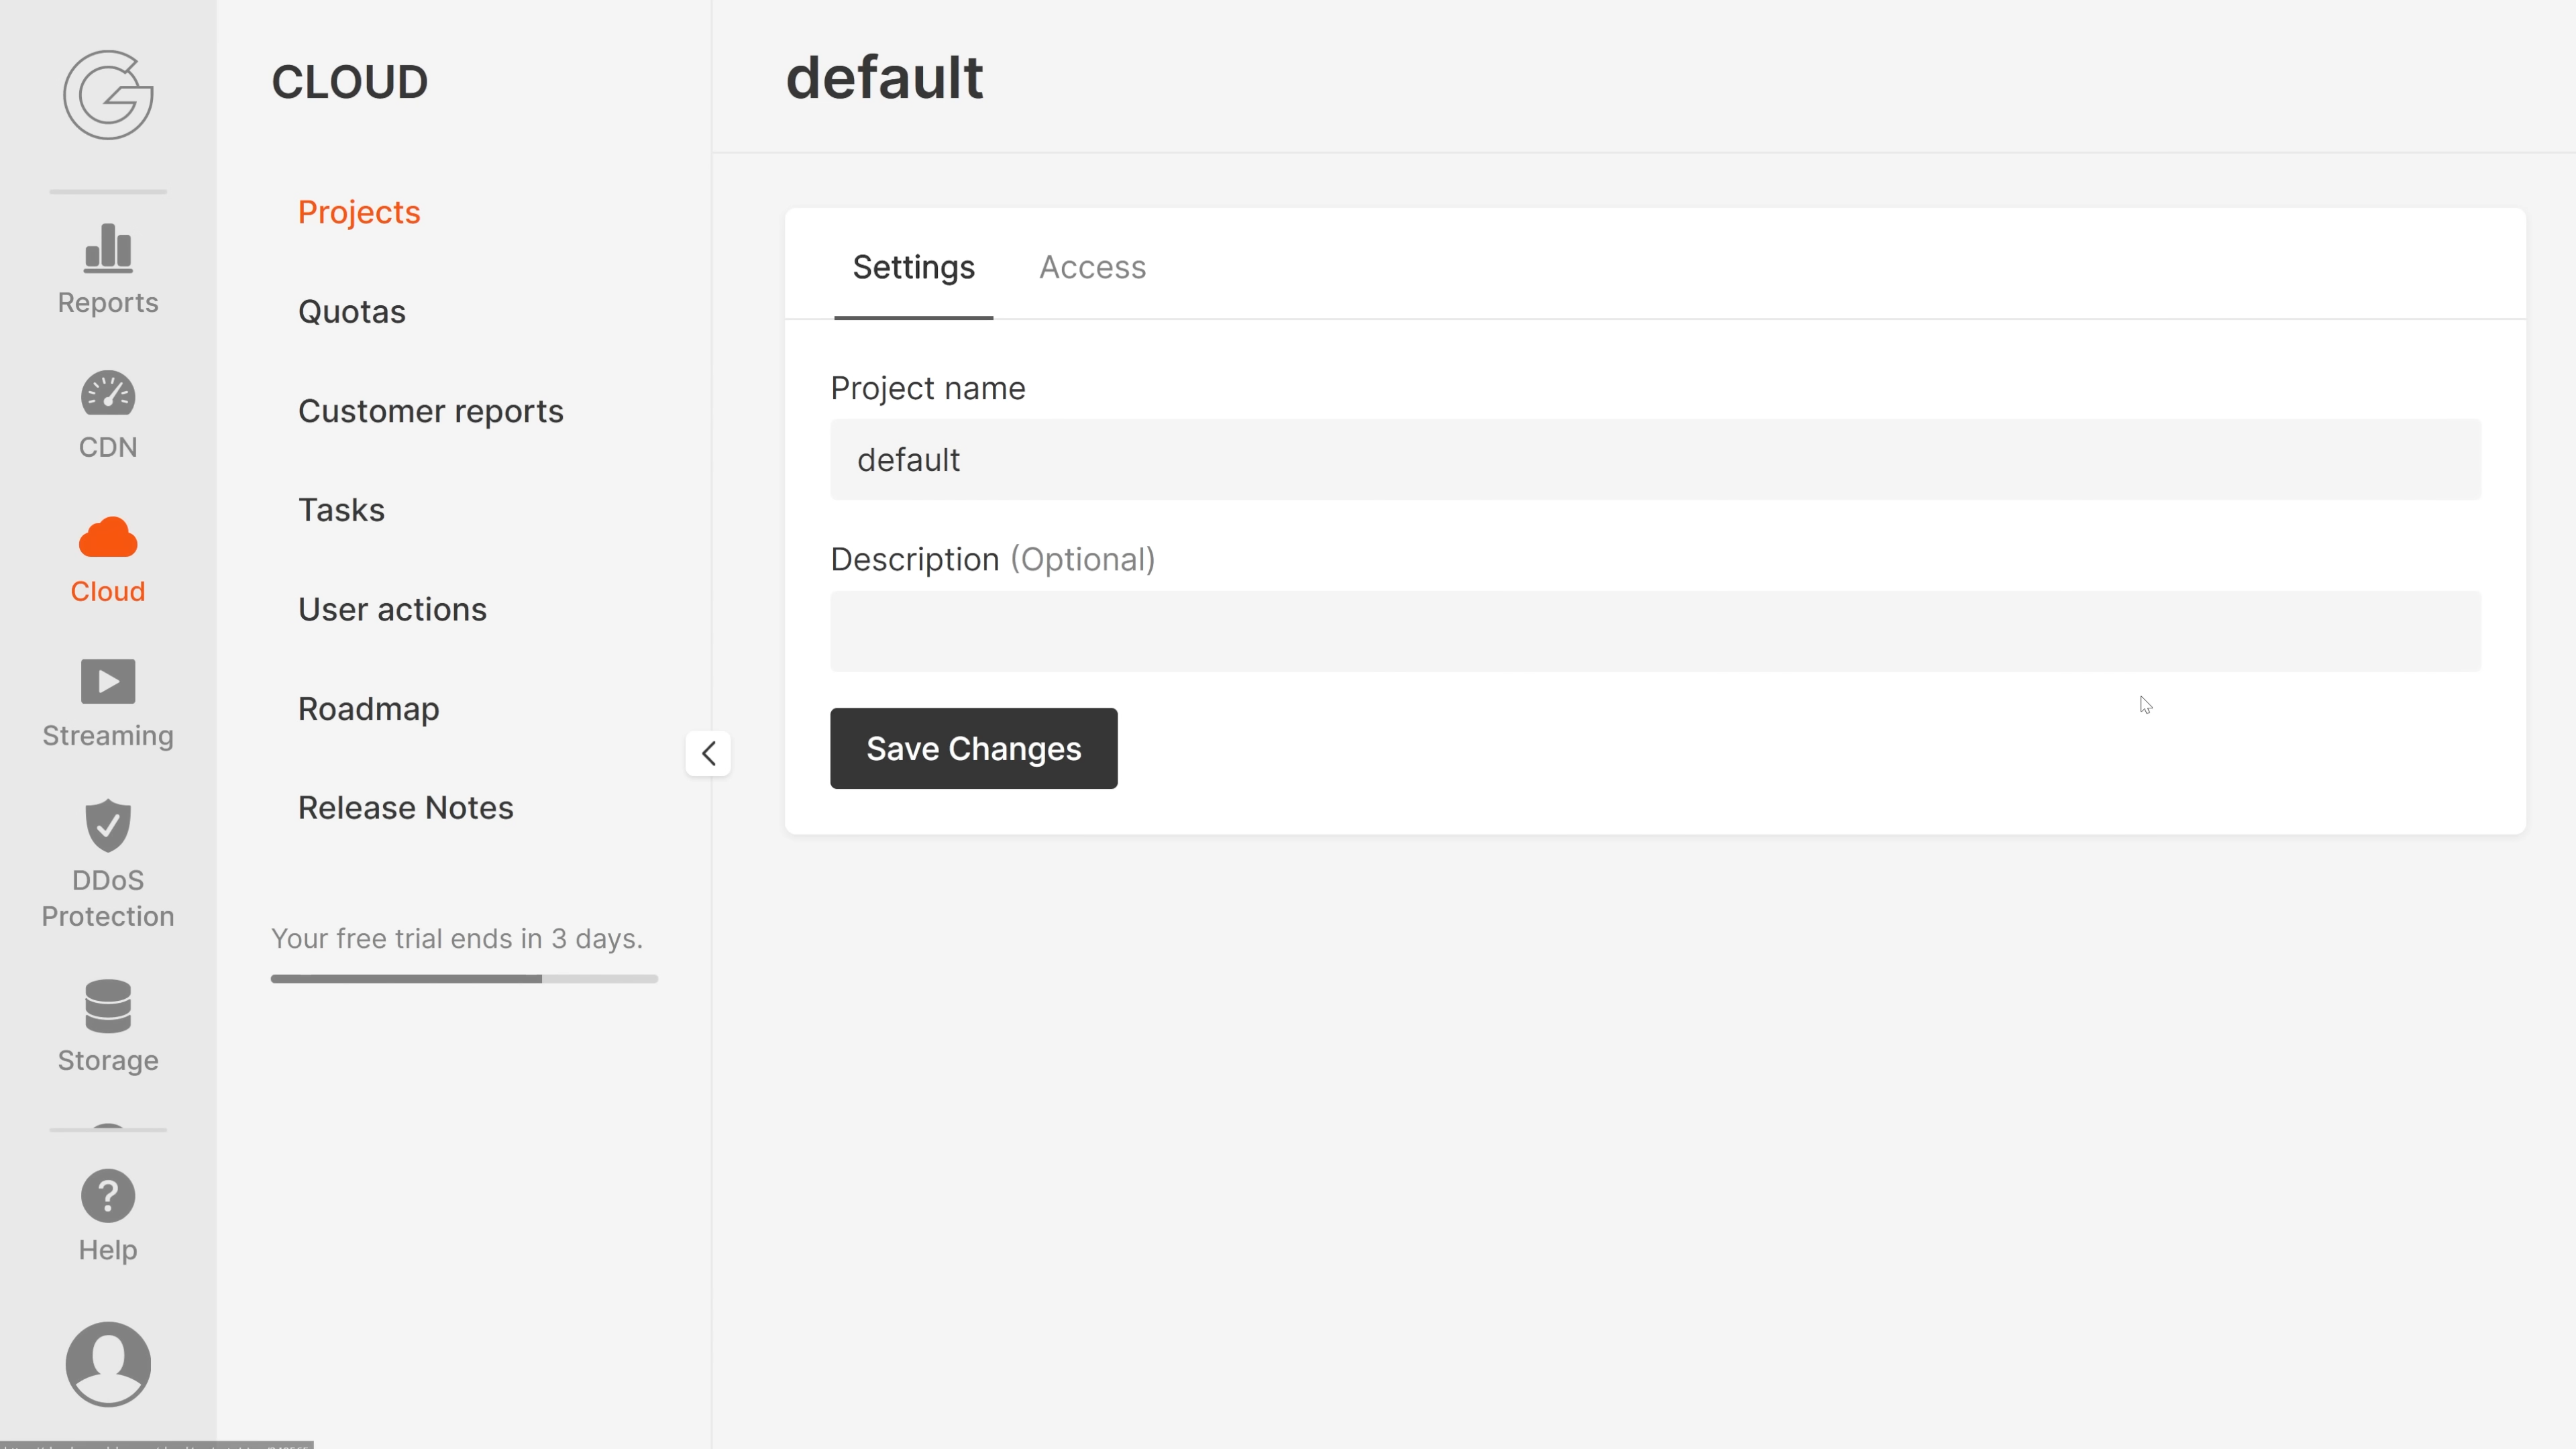 CLOUD
default
Projects
Quotas
Customer reports
Tasks
User actions
Roadmap
Release Notes
Your free trial ends in 3 days.
Reports
CDN
Cloud
Streaming
DDoS
Protection
Storage
Help
Settings
Access
Project name
default
Description (Optional)
Save Changes